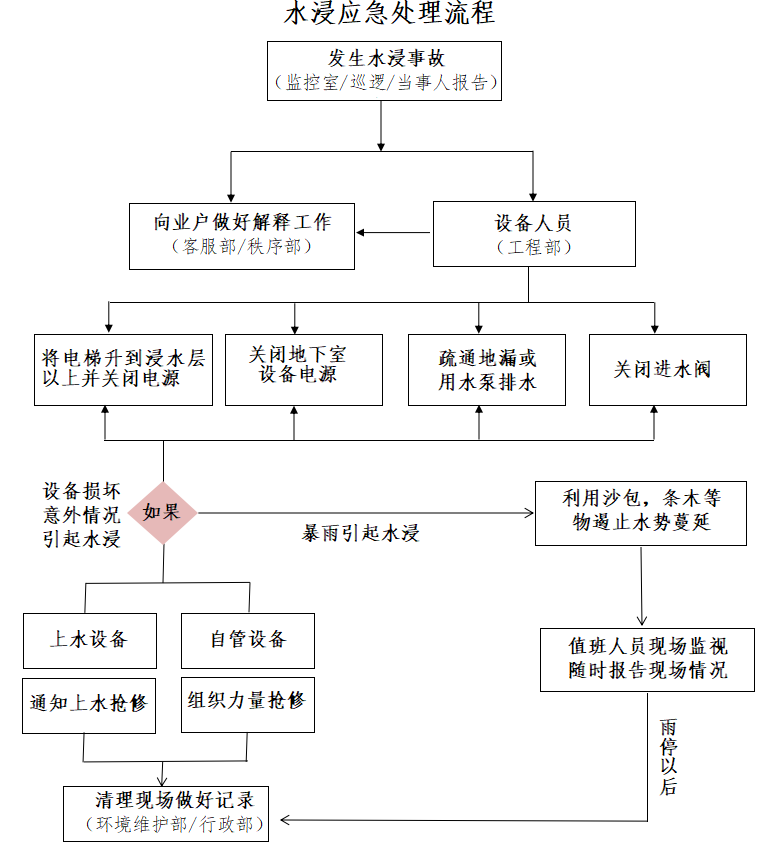 水浸应急处理流程
发生水浸事故
（监控室/巡逻/当事人报告）
向业户做好解释工作
（客服部/秩序部）
设备人员
（工程部）
将电梯升到浸水层
以上并关闭电源
关闭地下室
设备电源
疏通地漏或
用水泵排水
关闭进水阀
设备损坏
意外情况
引起水浸
如果
暴雨引起水浸
利用沙包，条木等
物遏止水势蔓延
上水设备
自管设备
值班人员现场监视
随时报告现场情况
通知上水抢修
组织力量抢修
雨停以后
清理现场做好记录
（环境维护部/行政部）